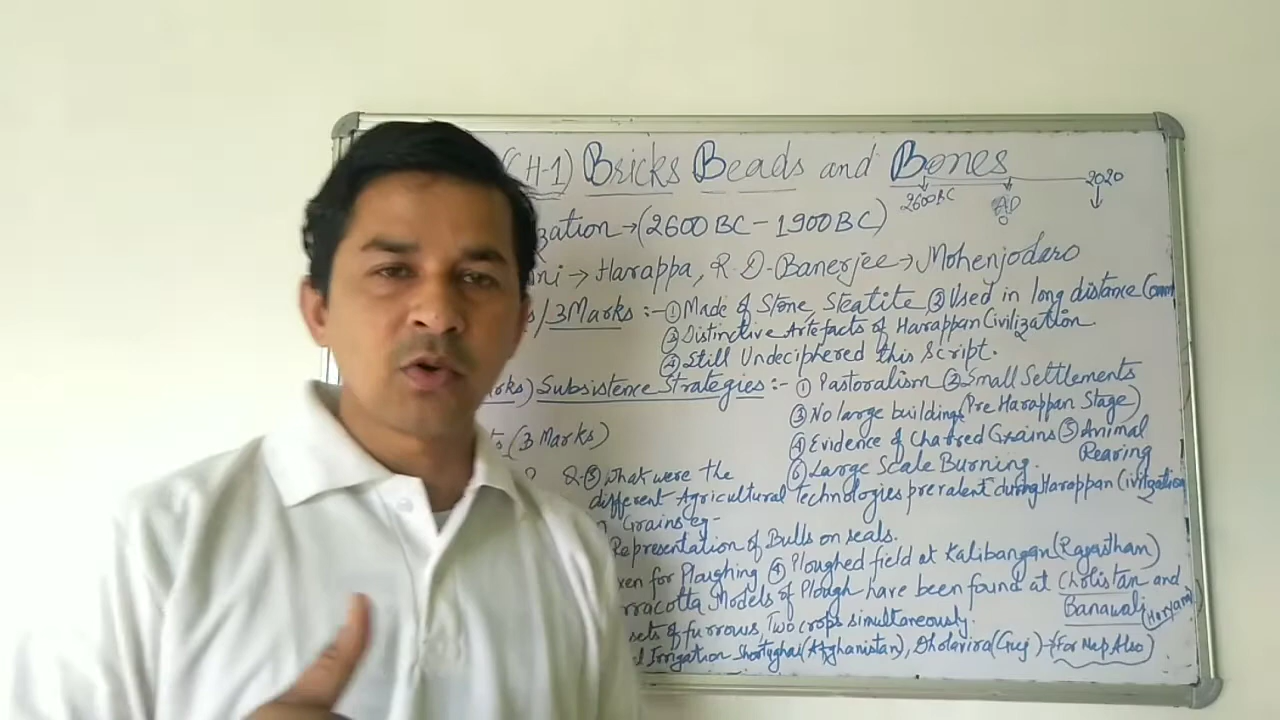 (CH-1) Bricks Beads and Bones
2600BC AD 2020
zation → (2600 BC - 1900 BC)
ni → Harappa, R.D-Banerjee → Mohenjodaro
s/3Marks :- ① Made of Stone, Steatite ② Used in long distance Comm
③ Distinctive Artefacts of Harappan Civilization.
④ Still Undeciphered this Script.
rks) Subsistence Strategies :- ① Pastoralism ② Small Settlements
③ No large buildings (Pre Harappan Stage)
ts (3 Marks)
④ Evidence of Charred Grains ⑤ Animal Rearing
⑥ Large Scale Burning.
Q-③ What were the
different Agricultural Technologies prevalent during Harappan Civilization
Grains eg-
Representation of Bulls on seals.
xen for Ploughing ④ Ploughed field at Kalibangan (Rajasthan)
rracotta Models of Plough have been found at Cholistan and
Banawali (Haryana)
sets of furrows Two crops simultaneously.
l Irrigation Shortughai (Afghanistan), Dholavira (Guj) - (For Map Also)